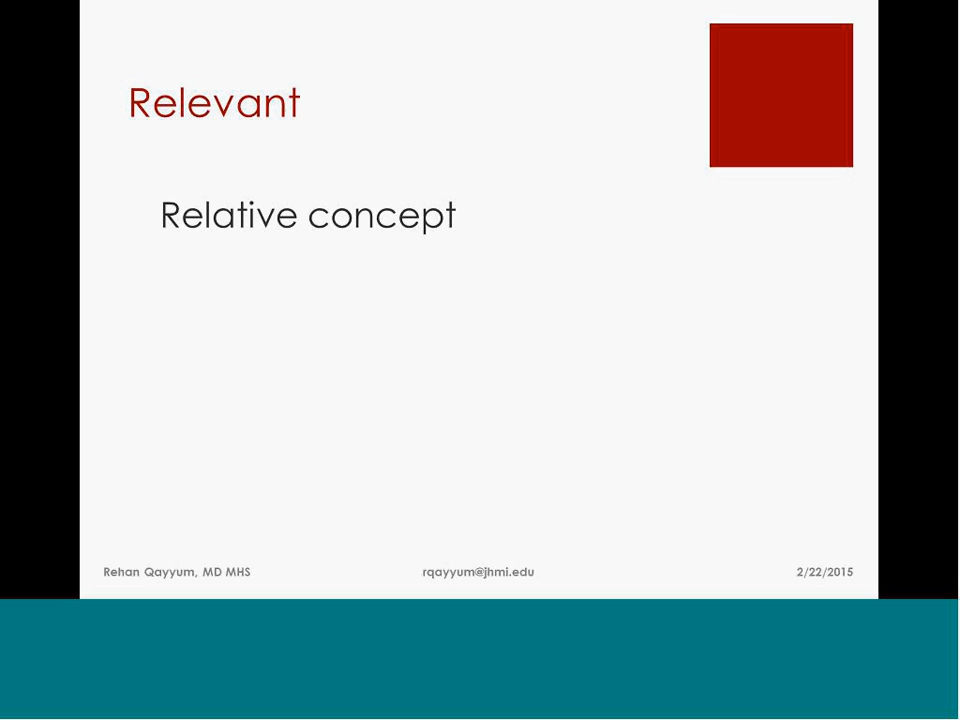 Relevant
Relative concept
Rehan Qayyum, MD MHS rqayyum@jhmi.edu 2/22/2015